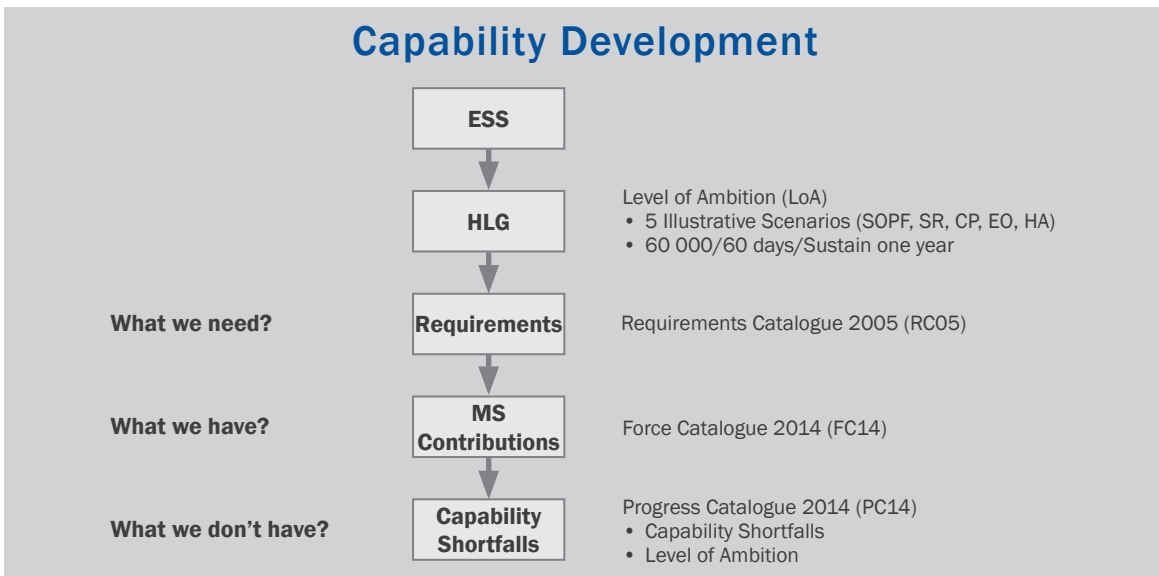 Capability Development
ESS
HLG
Level of Ambition (LoA)
• 5 Illustrative Scenarios (SOPF, SR, CP, EO, HA)
• 60 000/60 days/Sustain one year
What we need?
Requirements
Requirements Catalogue 2005 (RC05)
What we have?
MS
Contributions
Force Catalogue 2014 (FC14)
What we don't have?
Capability
Shortfalls
Progress Catalogue 2014 (PC14)
• Capability Shortfalls
• Level of Ambition